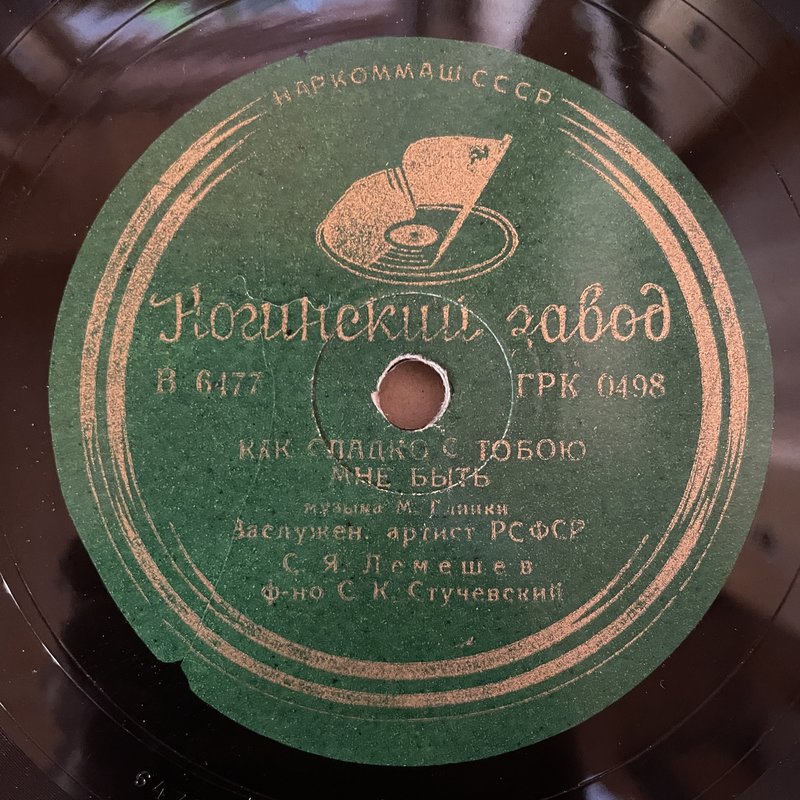 НАРКОММАШ СССР
Ногинский завод
В 6477 ГРК 0498
КАК СЛАДКО С ТОБОЮ
МНЕ БЫТЬ
музыка М. Глинки
Заслужен. артист РСФСР
С. Я. Лемешев
ф-но С. К. Стучевский